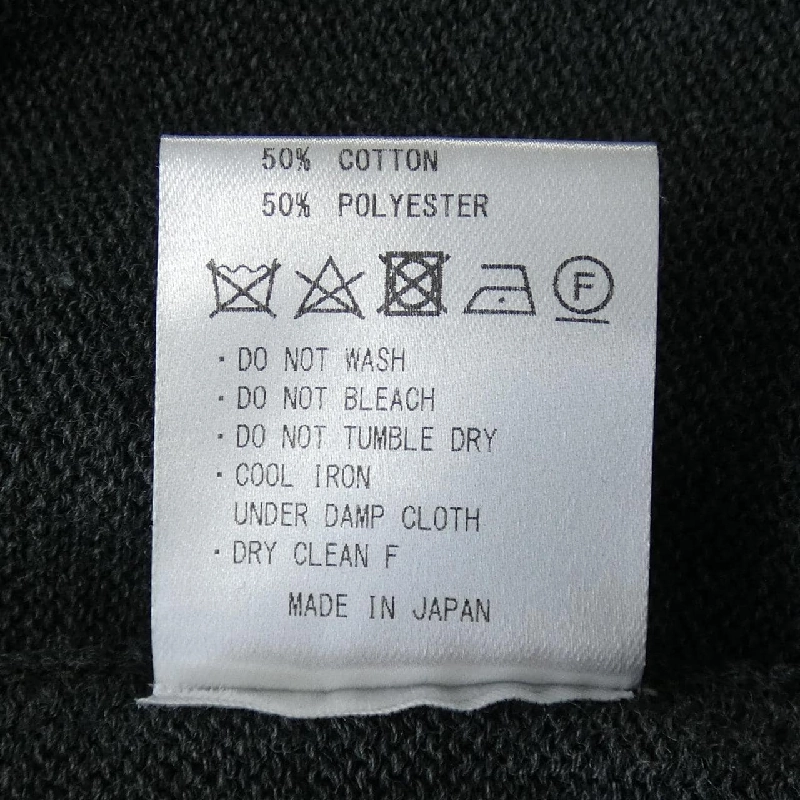 50% COTTON
50% POLYESTER
F
・DO NOT WASH
・DO NOT BLEACH
・DO NOT TUMBLE DRY
・COOL IRON
UNDER DAMP CLOTH
・DRY CLEAN F
MADE IN JAPAN